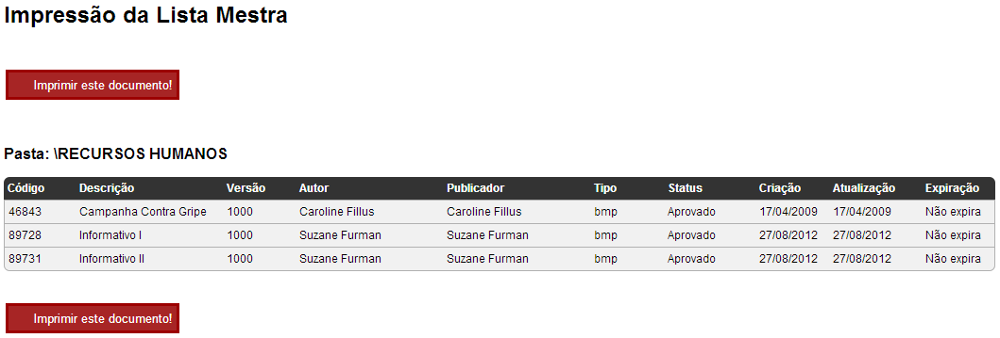 Impressão da Lista Mestra
Imprimir este documento!
Pasta: \RECURSOS HUMANOS
Código Descrição Versão Autor Publicador Tipo Status Criação Atualização Expiração
46843 Campanha Contra Gripe 1000 Caroline Fillus Caroline Fillus bmp Aprovado 17/04/2009 17/04/2009 Não expira
89728 Informativo I 1000 Suzane Furman Suzane Furman bmp Aprovado 27/08/2012 27/08/2012 Não expira
89731 Informativo II 1000 Suzane Furman Suzane Furman bmp Aprovado 27/08/2012 27/08/2012 Não expira
Imprimir este documento!